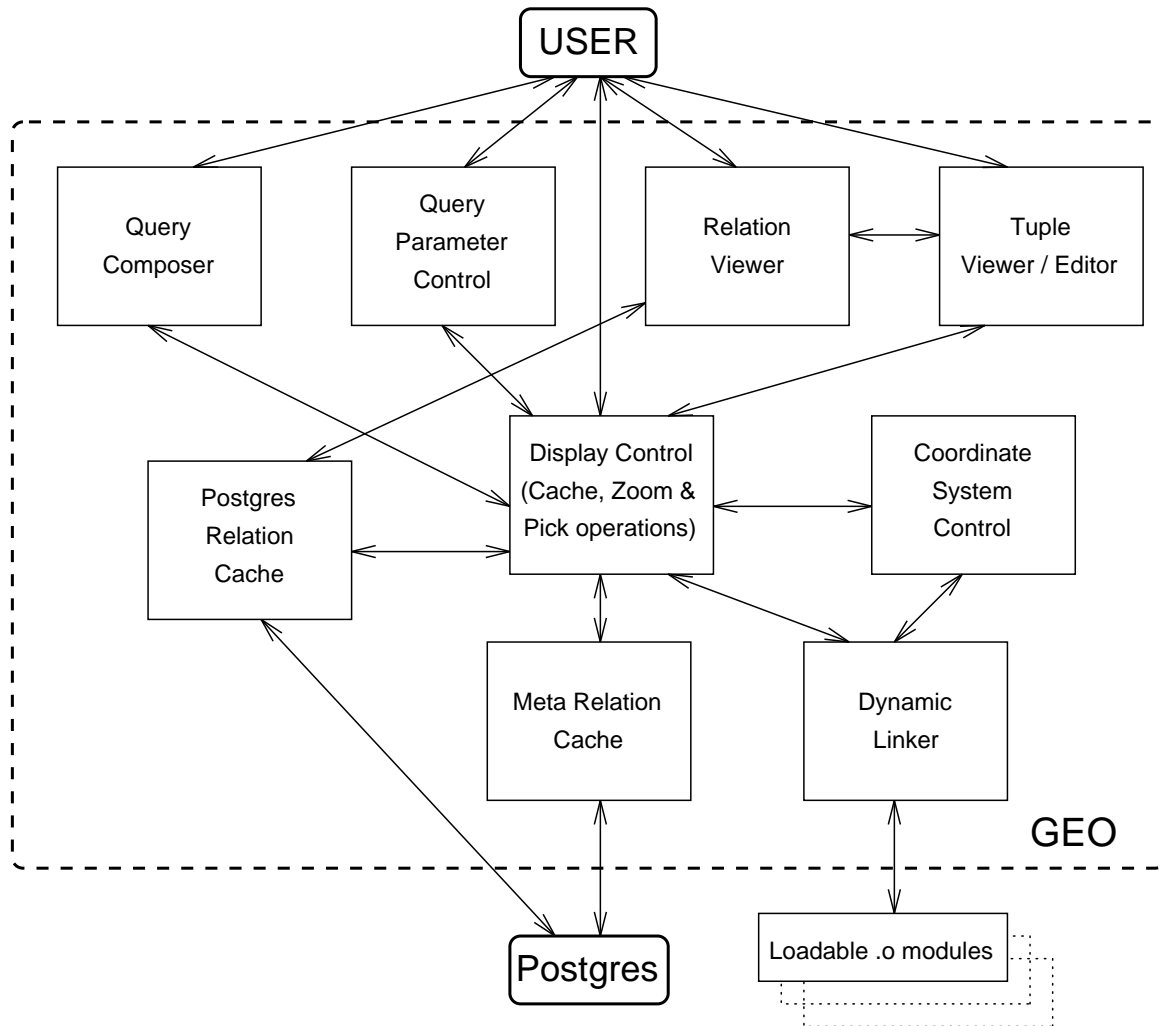 USER
Query
Composer
Query
Parameter
Control
Relation
Viewer
Tuple
Viewer / Editor
Postgres
Relation
Cache
Display Control
(Cache, Zoom &
Pick operations)
Coordinate
System
Control
Meta Relation
Cache
Dynamic
Linker
GEO
Postgres
Loadable .o modules